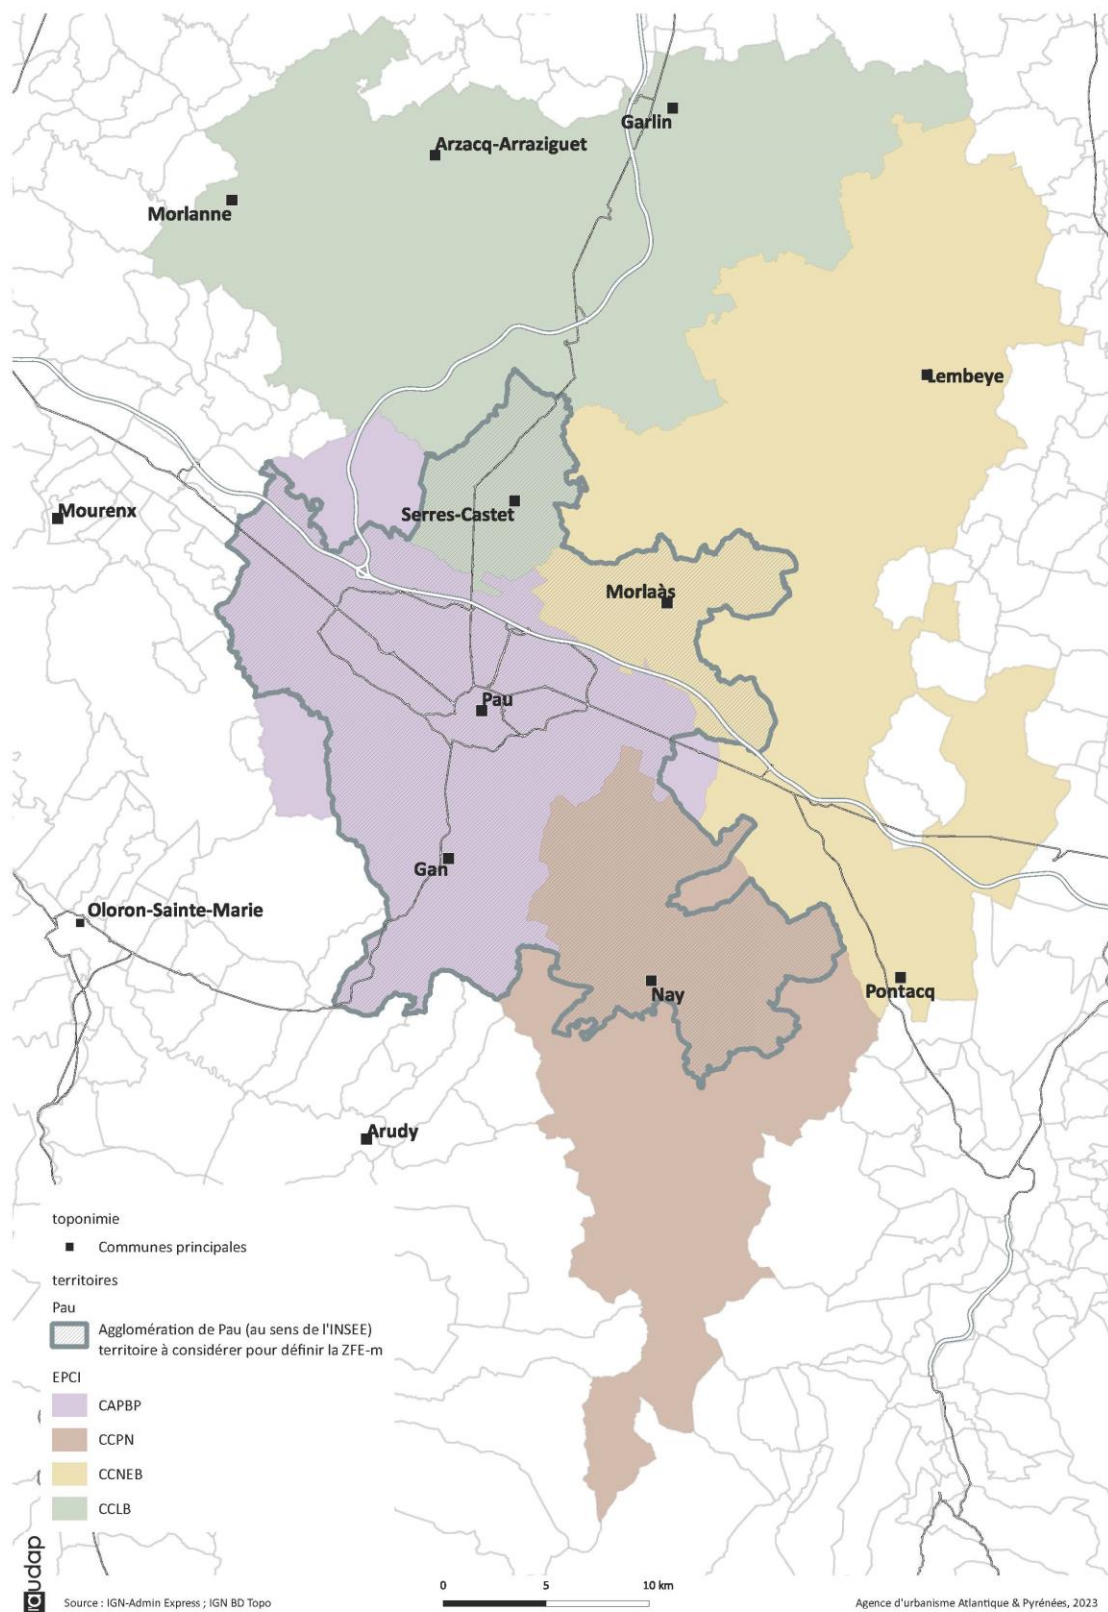 Garlin
Arzacq-Arraziguet
Morlanne
Lembeye
Serres-Castet
Mourenx
Morlaàs
Pau
Gan
Oloron-Sainte-Marie
Nay
Pontacq
Arudy
toponimie
Communes principales
territoires
Pau
Agglomération de Pau (au sens de l'INSEE)
territoire à considérer pour définir la ZFE-m
EPCI
CAPBP
CCPN
CCNEB
CCLB
audap
0 5 10 km
Source : IGN-Admin Express ; IGN BD Topo
Agence d'urbanisme Atlantique & Pyrénées, 2023